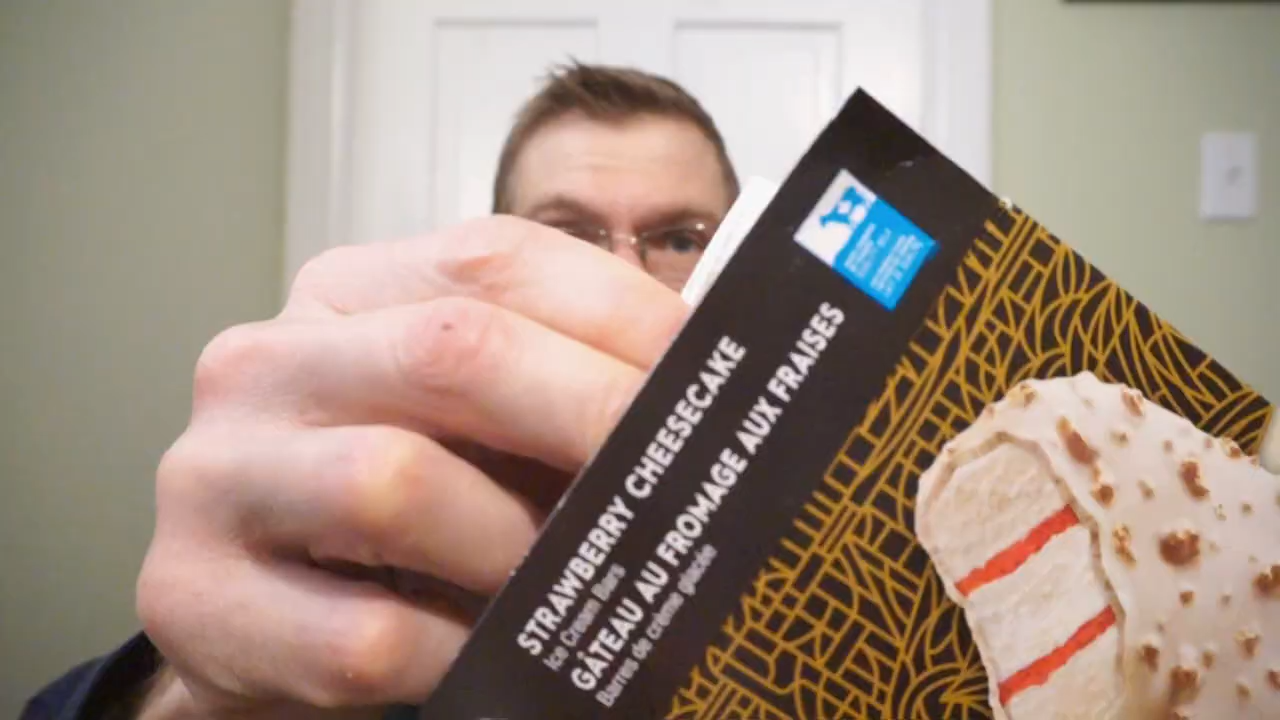 STRAWBERRY CHEESECAKE
Ice Cream Bars
GÂTEAU AU FROMAGE AUX FRAISES
Barres de crème glacée